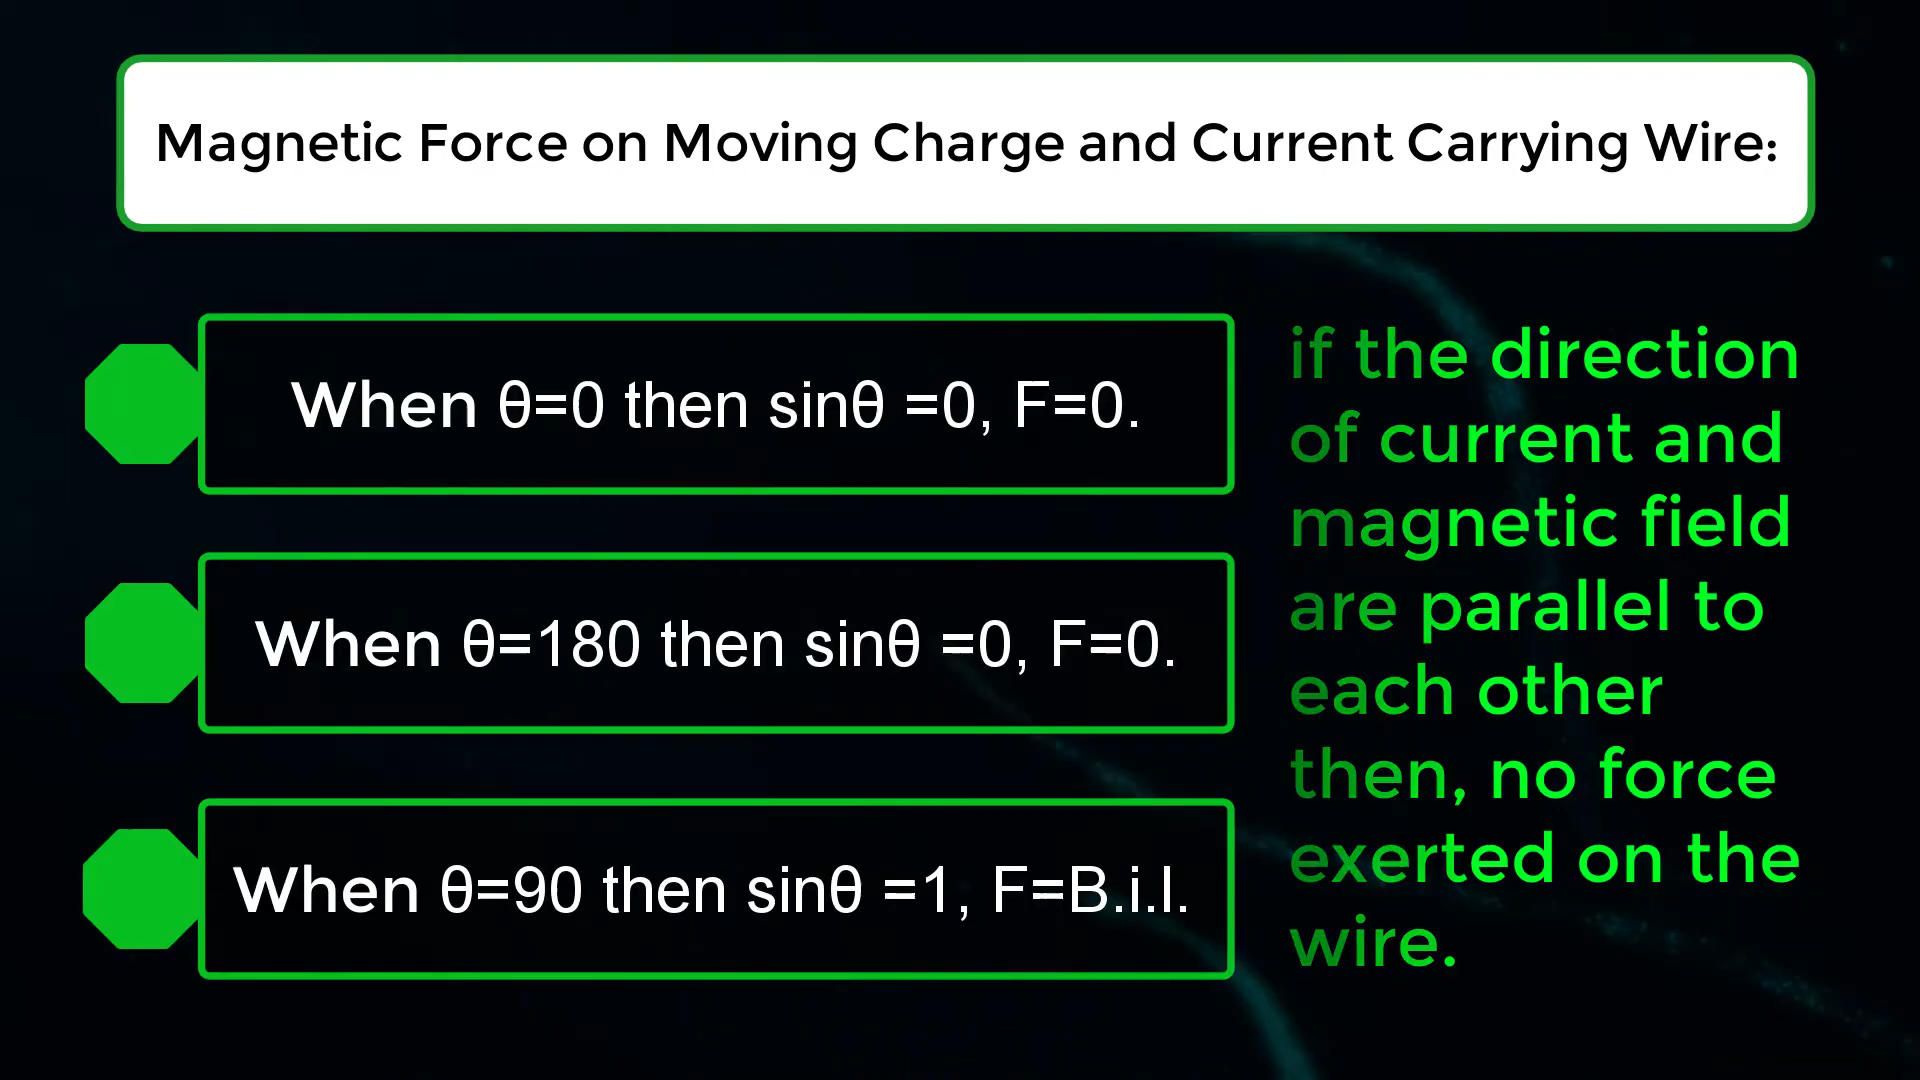 Magnetic Force on Moving Charge and Current Carrying Wire:
When θ=0 then sinθ =0, F=0.
When θ=180 then sinθ =0, F=0.
When θ=90 then sinθ =1, F=B.i.l.
if the direction
of current and
magnetic field
are parallel to
each other
then, no force
exerted on the
wire.